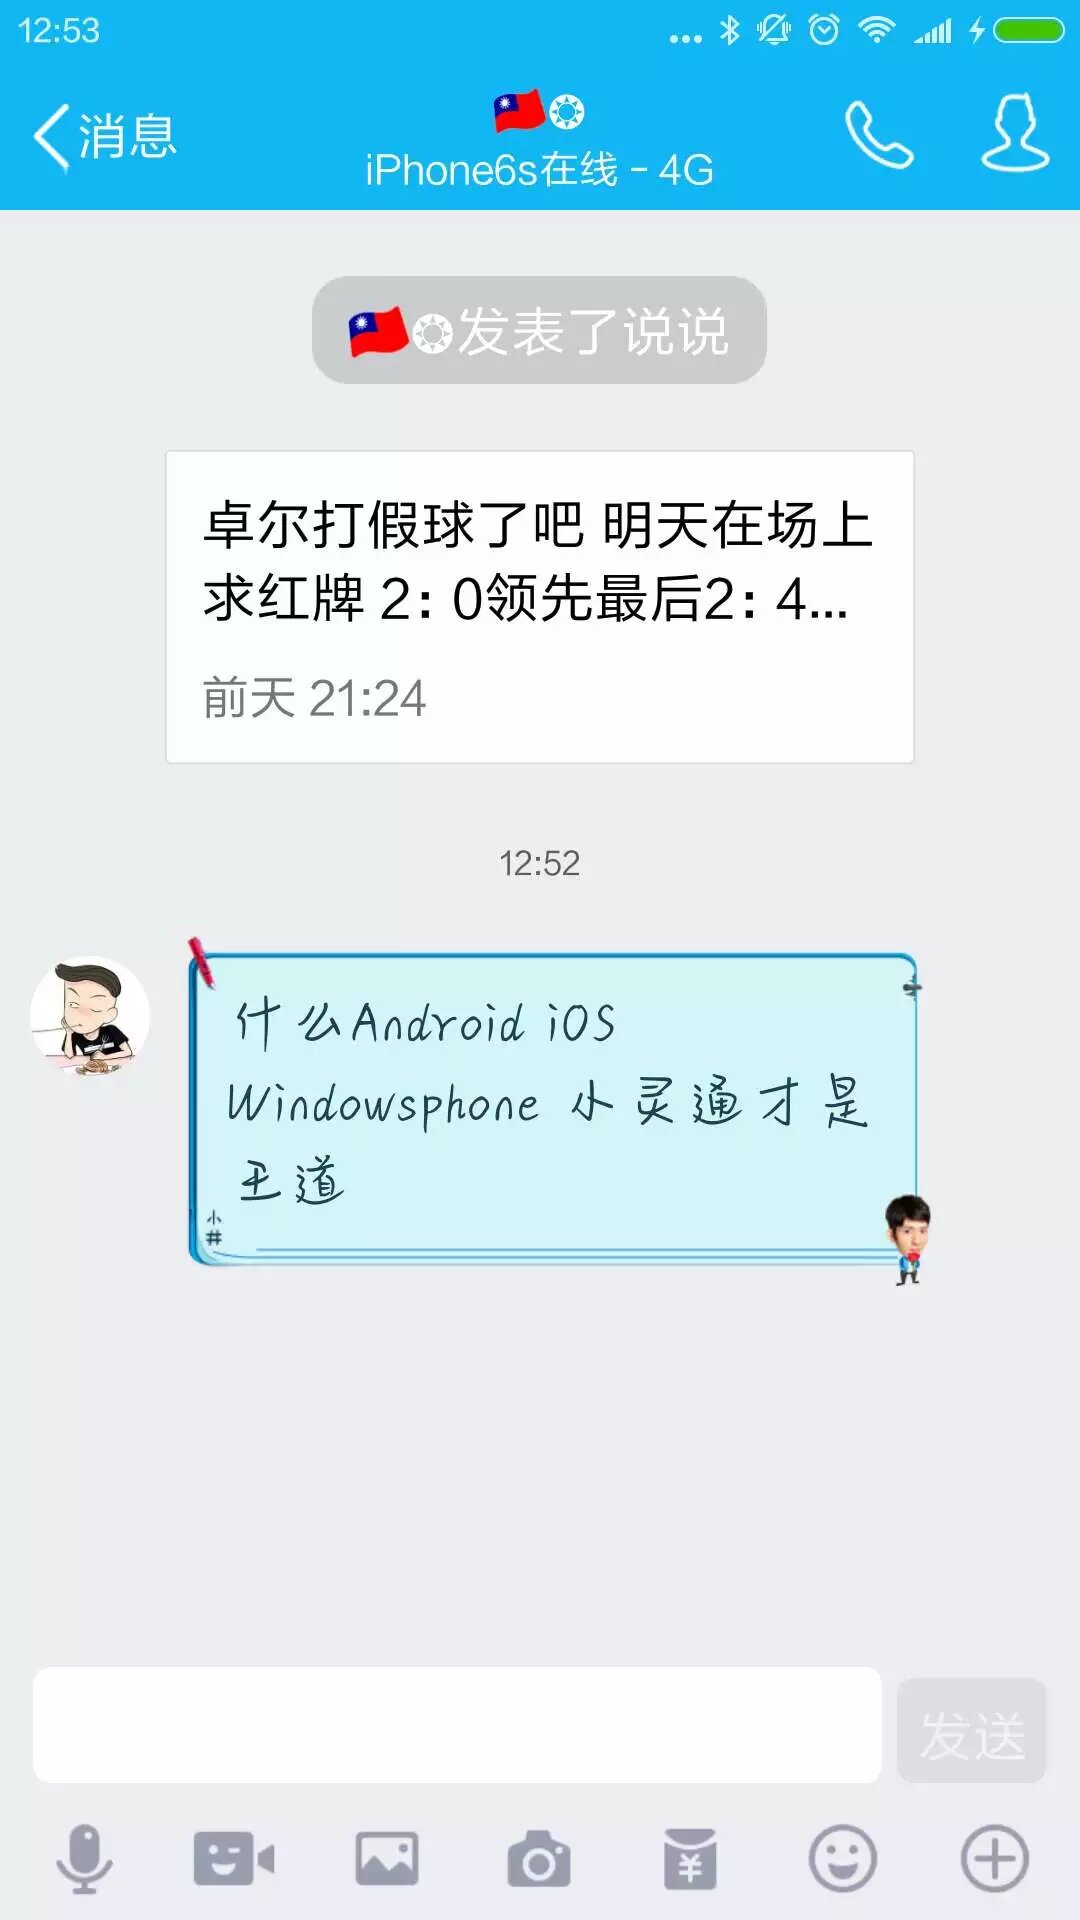 12:53
消息
🇹🇼❂
iPhone6s在线 – 4G
🇹🇼❂发表了说说
卓尔打假球了吧 明天在场上
求红牌 2：0领先最后2：4...
前天 21:24
12:52
什么Android iOS
Windowsphone 小灵通才是
王道
小井
发送